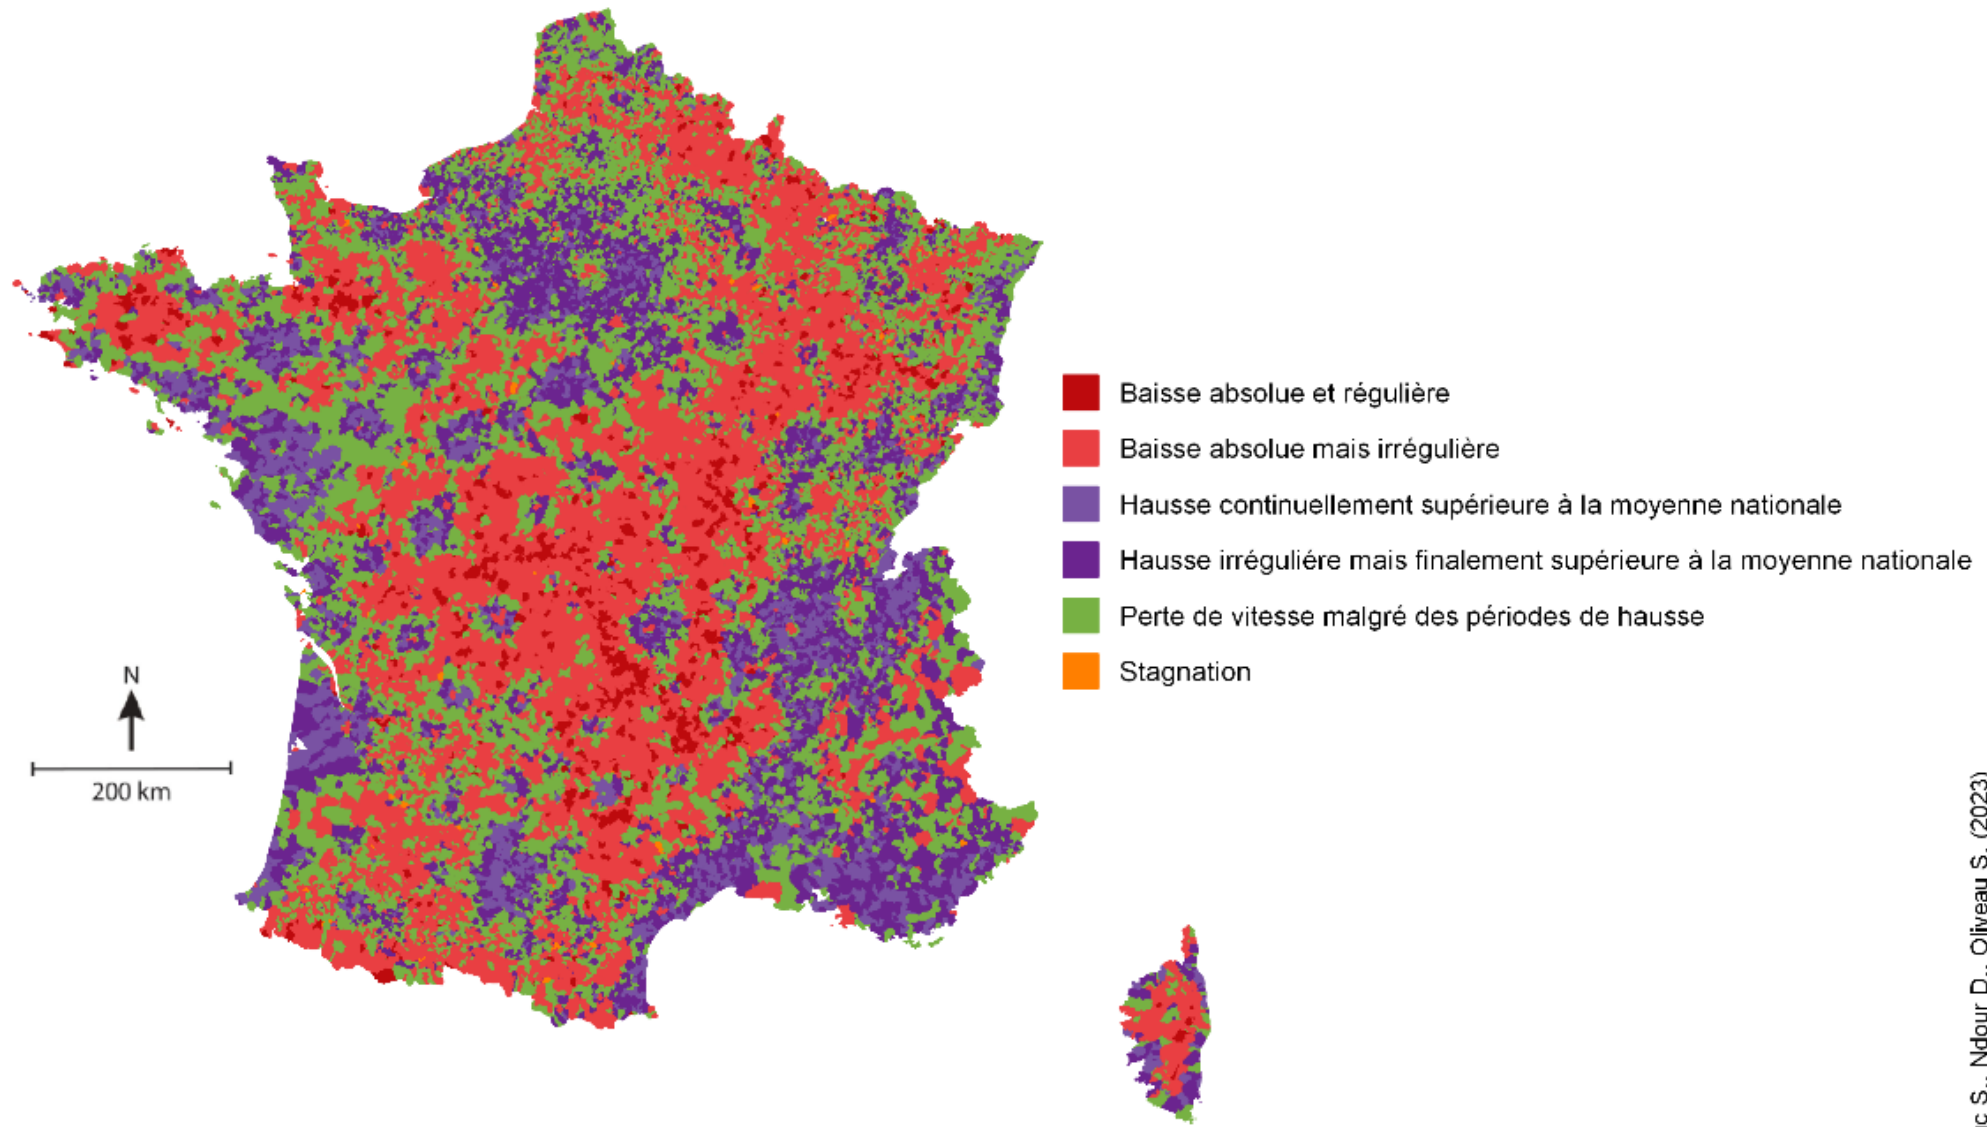 Baisse absolue et régulière
Baisse absolue mais irrégulière
Hausse continuellement supérieure à la moyenne nationale
Hausse irréguliére mais finalement supérieure à la moyenne nationale
Perte de vitesse malgré des périodes de hausse
Stagnation
N
200 km
S., Ndour D., Oliveau S. (2023)